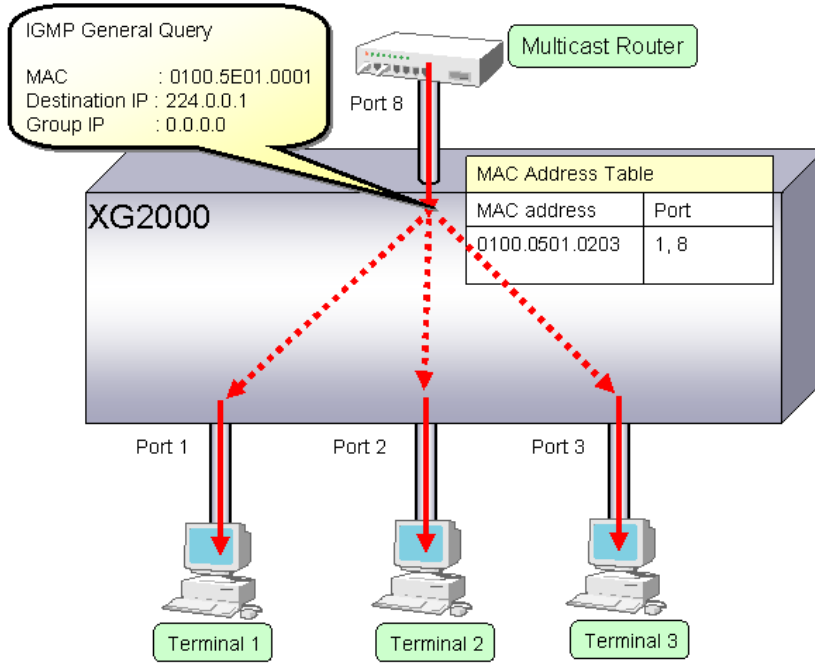 IGMP General Query
MAC : 0100.5E01.0001
Destination IP : 224.0.0.1
Group IP : 0.0.0.0
Multicast Router
Port 8
XG2000
MAC Address Table
MAC address Port
0100.0501.0203 1, 8
Port 1
Port 2
Port 3
Terminal 1
Terminal 2
Terminal 3